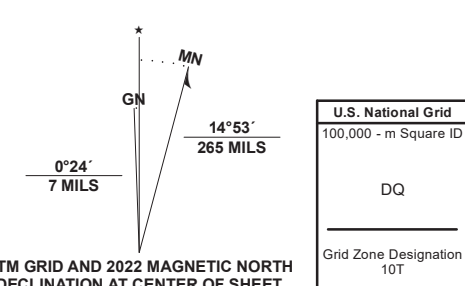 ★
MN
GN
14°53´
265 MILS
0°24´
7 MILS
TM GRID AND 2022 MAGNETIC NORTH
DECLINATION AT CENTER OF SHEET
U.S. National Grid
100,000 - m Square ID
DQ
Grid Zone Designation
10T